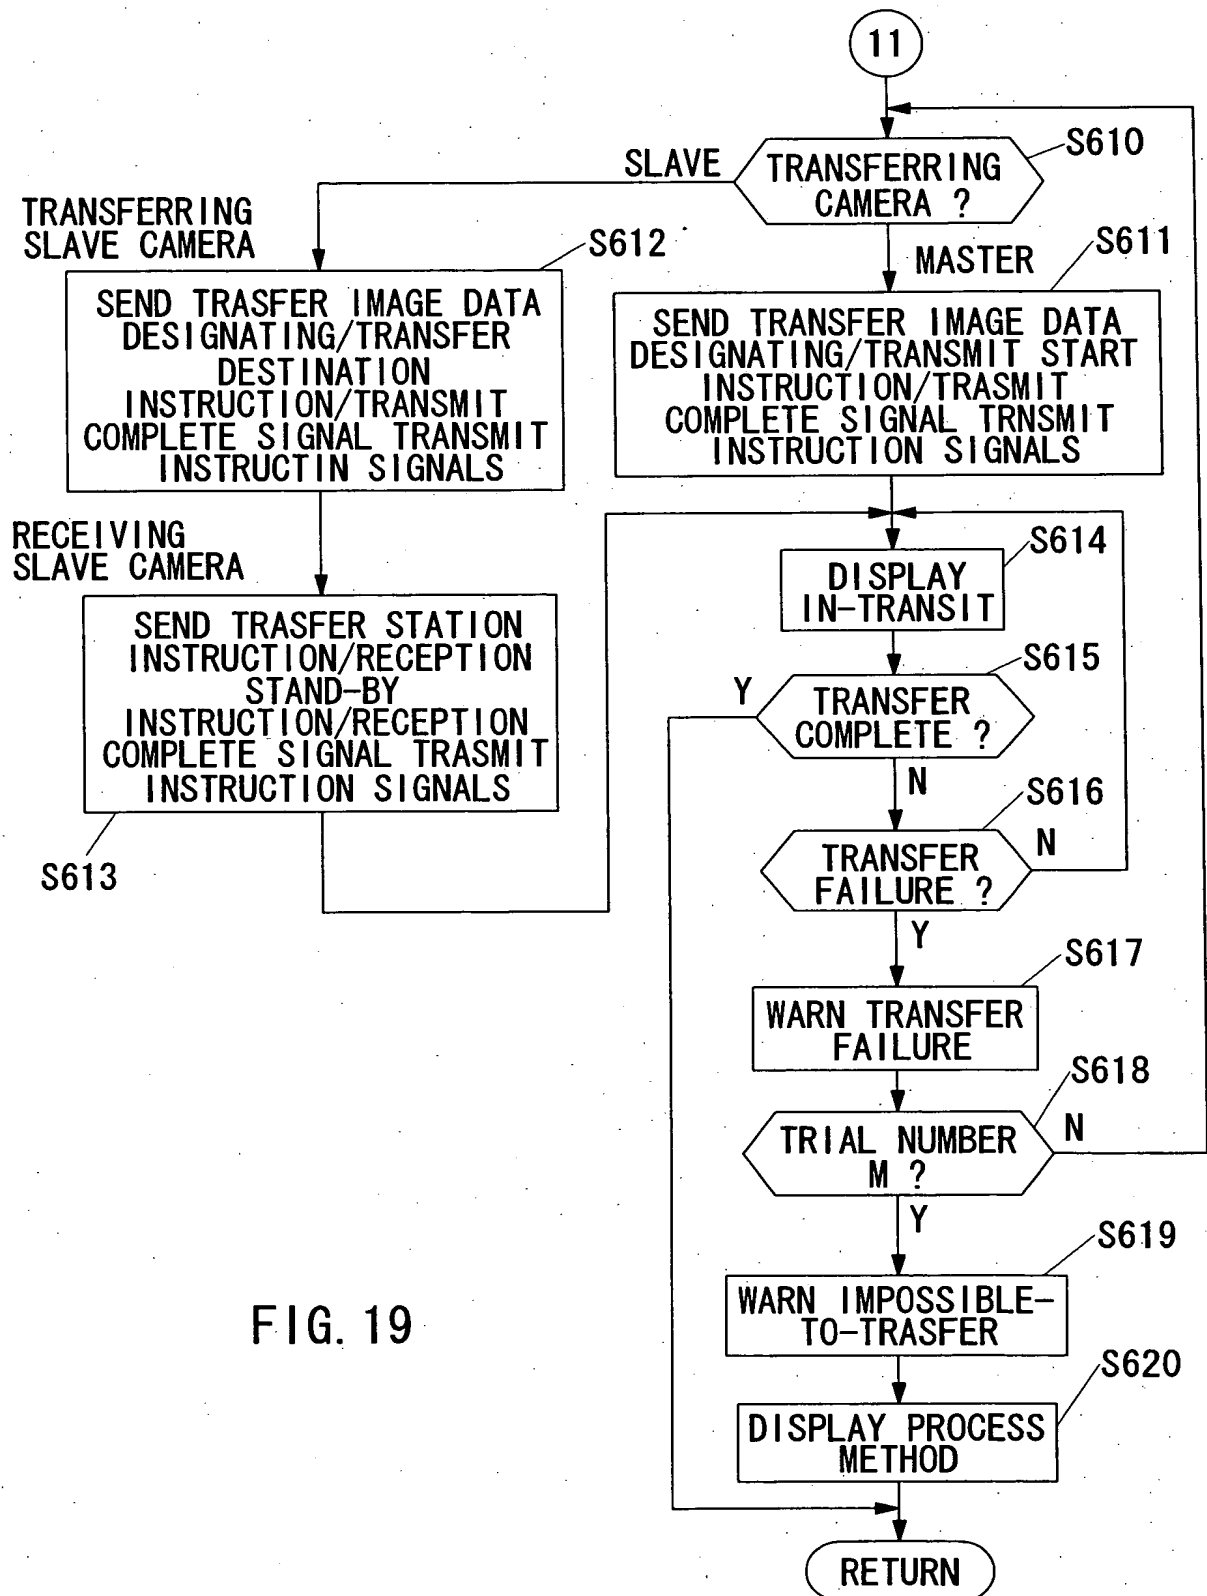 11
S610
TRANSFERRING
CAMERA ?
SLAVE
MASTER
TRANSFERRING
SLAVE CAMERA
S612
SEND TRASFER IMAGE DATA
DESIGNATING/TRANSFER
DESTINATION
INSTRUCTION/TRANSMIT
COMPLETE SIGNAL TRANSMIT
INSTRUCTIN SIGNALS
S611
SEND TRANSFER IMAGE DATA
DESIGNATING/TRANSMIT START
INSTRUCTION/TRASMIT
COMPLETE SIGNAL TRNSMIT
INSTRUCTION SIGNALS
RECEIVING
SLAVE CAMERA
SEND TRASFER STATION
INSTRUCTION/RECEPTION
STAND-BY
INSTRUCTION/RECEPTION
COMPLETE SIGNAL TRASMIT
INSTRUCTION SIGNALS
S613
S614
DISPLAY
IN-TRANSIT
S615
Y
TRANSFER
COMPLETE ?
N
S616
TRANSFER
FAILURE ?
N
Y
S617
WARN TRANSFER
FAILURE
S618
TRIAL NUMBER
M ?
N
Y
S619
WARN IMPOSSIBLE-
TO-TRASFER
S620
DISPLAY PROCESS
METHOD
RETURN
FIG. 19